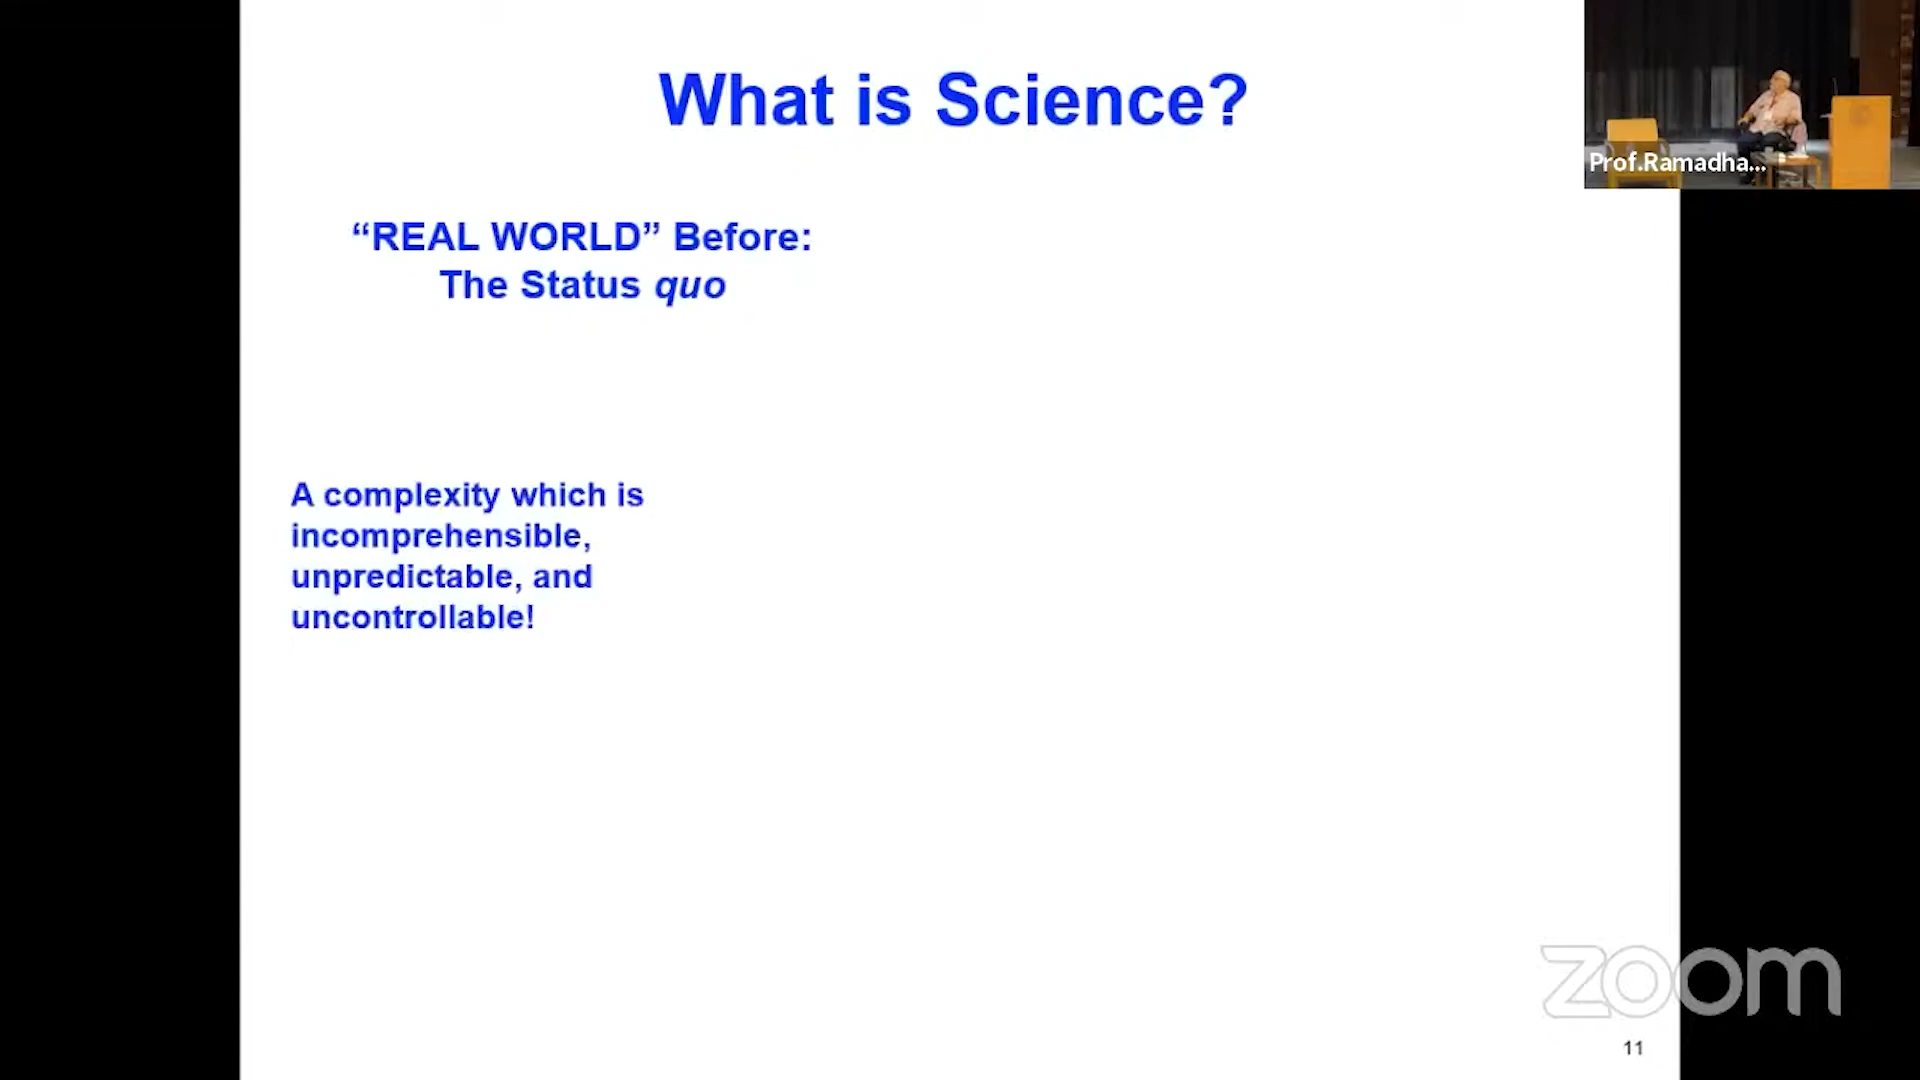 What is Science?
Prof.Ramadha...
“REAL WORLD” Before:
The Status quo
A complexity which is
incomprehensible,
unpredictable, and
uncontrollable!
zoom
11